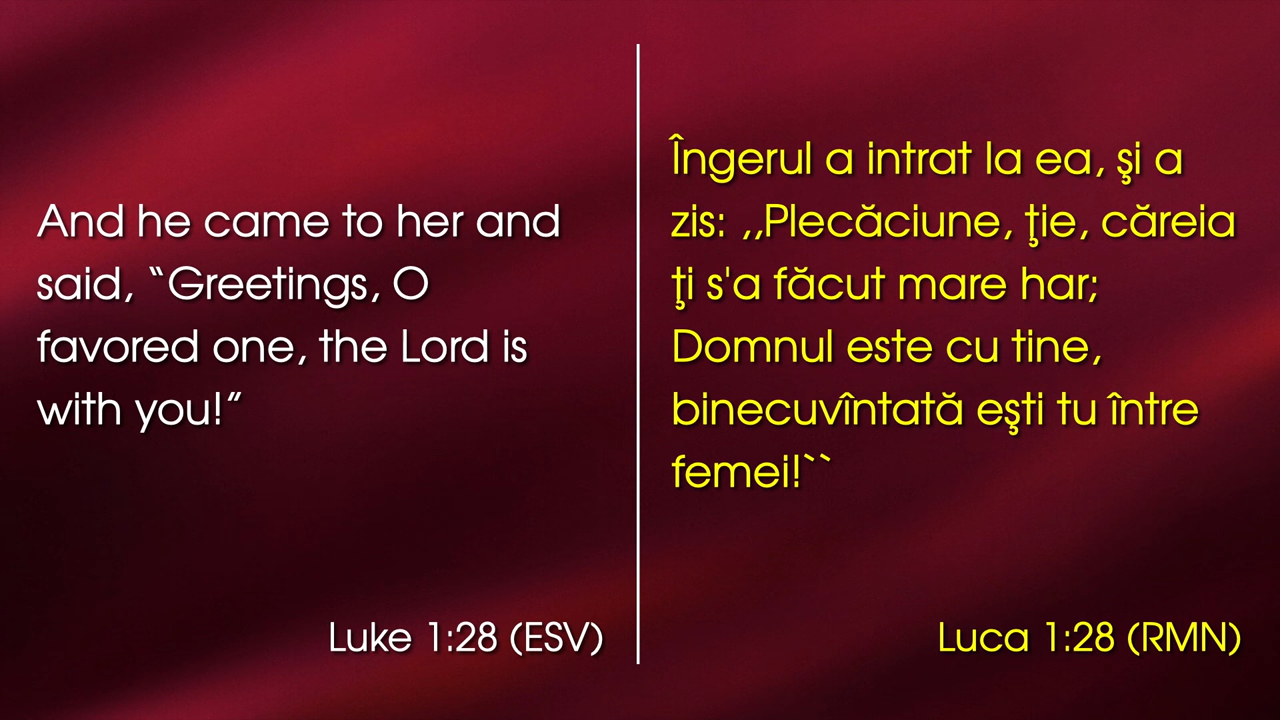 And he came to her and
said, “Greetings, O
favored one, the Lord is
with you!”
Luke 1:28 (ESV)
Îngerul a intrat la ea, şi a
zis: ,,Plecăciune, ţie, căreia
ţi s'a făcut mare har;
Domnul este cu tine,
binecuvîntată eşti tu între
femei!``
Luca 1:28 (RMN)